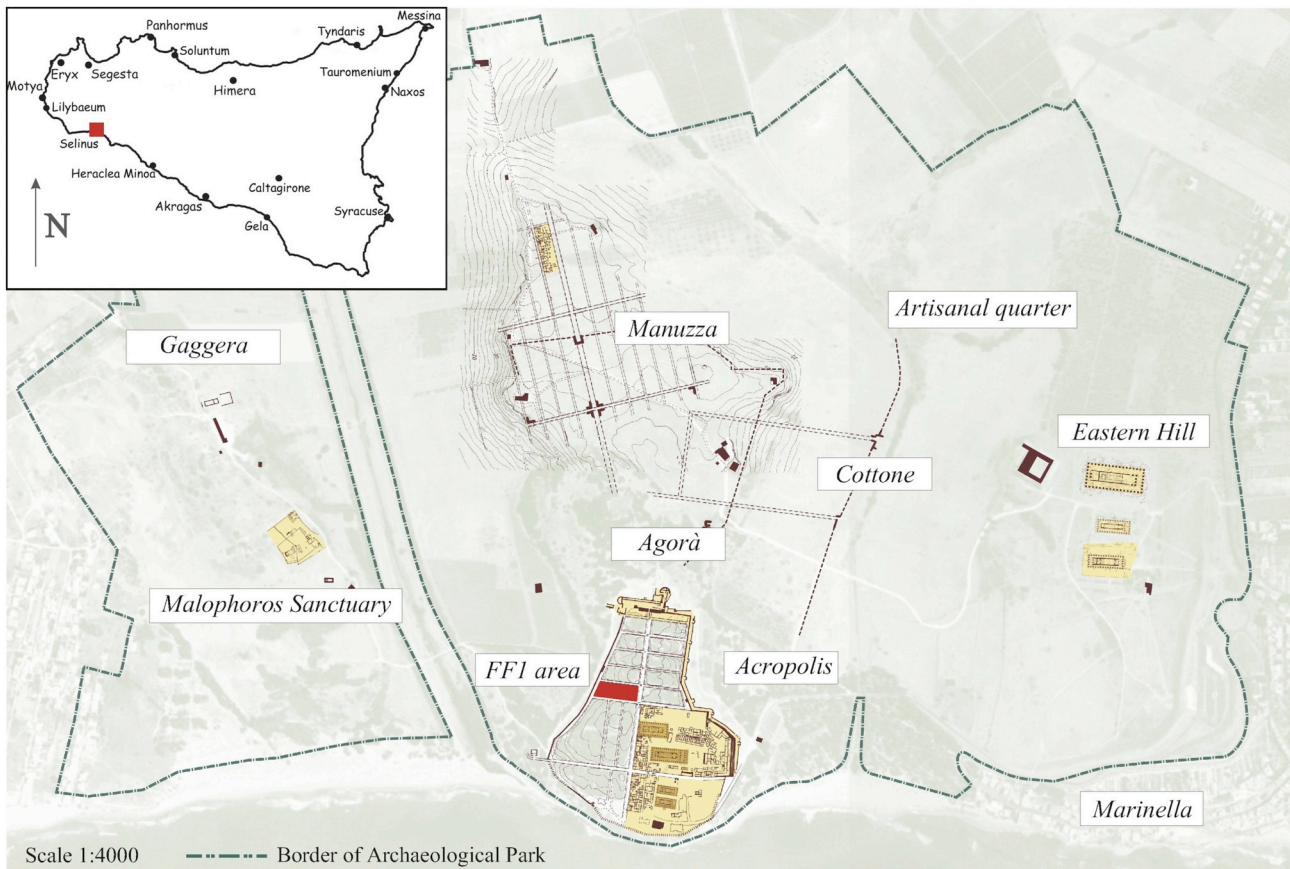 Messina
Panhormus
Tyndaris
Soluntum
Eryx
Segesta
Tauromenium
Himera
Motya
Naxos
Lilybaeum
Selinus
Heraclea Minoa
Caltagirone
Akragas
Syracuse
Gela
N
Artisanal quarter
Manuzza
Gaggera
Eastern Hill
Cottone
Agorà
Malophoros Sanctuary
FF1 area
Acropolis
Marinella
Scale 1:4000
Border of Archaeological Park